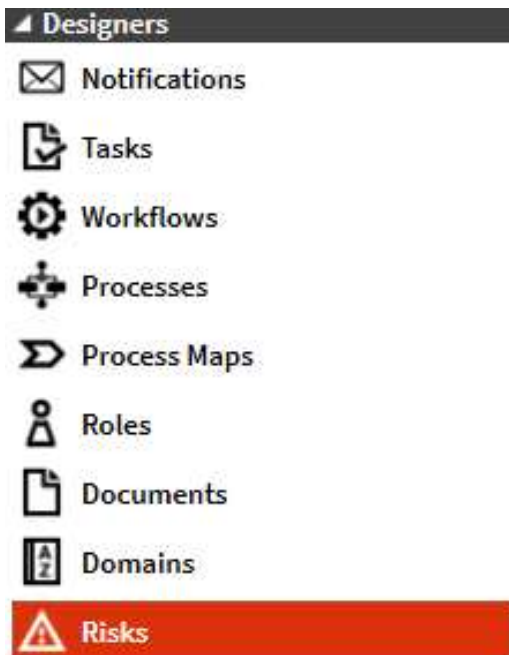 Designers
Notifications
Tasks
Workflows
Processes
Process Maps
Roles
Documents
A
Z
Domains
Risks